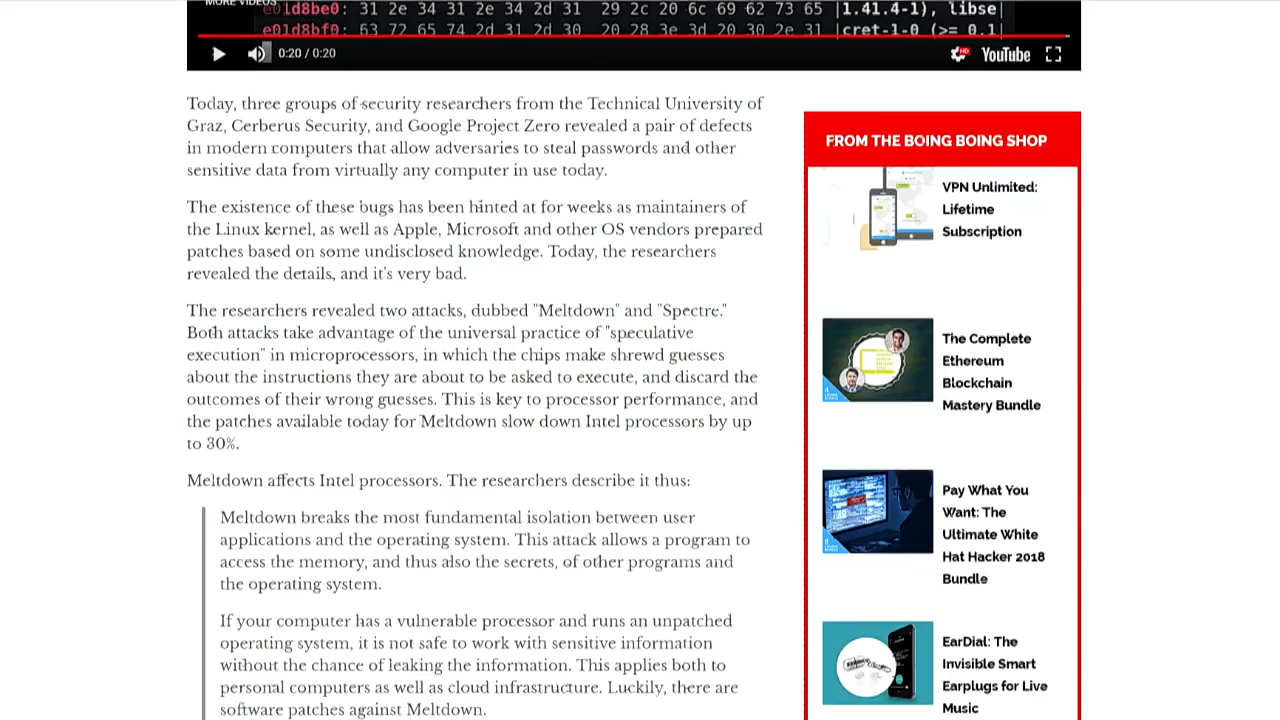 MORE VIDEOS
e01d8be0: 31 2e 34 31 2e 34 2d 31 29 2c 20 6c 69 62 73 65 |1.41.4-1), libse|
e01d8bf0: 63 72 65 74 2d 31 2d 30 20 28 3e 3d 20 30 2e 31 |cret-1-0 (>= 0.1|
0:20 / 0:20
HD
YouTube
Today, three groups of security researchers from the Technical University of
Graz, Cerberus Security, and Google Project Zero revealed a pair of defects
in modern computers that allow adversaries to steal passwords and other
sensitive data from virtually any computer in use today.
The existence of these bugs has been hinted at for weeks as maintainers of
the Linux kernel, as well as Apple, Microsoft and other OS vendors prepared
patches based on some undisclosed knowledge. Today, the researchers
revealed the details, and it's very bad.
The researchers revealed two attacks, dubbed "Meltdown" and "Spectre."
Both attacks take advantage of the universal practice of "speculative
execution" in microprocessors, in which the chips make shrewd guesses
about the instructions they are about to be asked to execute, and discard the
outcomes of their wrong guesses. This is key to processor performance, and
the patches available today for Meltdown slow down Intel processors by up
to 30%.
Meltdown affects Intel processors. The researchers describe it thus:
Meltdown breaks the most fundamental isolation between user
applications and the operating system. This attack allows a program to
access the memory, and thus also the secrets, of other programs and
the operating system.
If your computer has a vulnerable processor and runs an unpatched
operating system, it is not safe to work with sensitive information
without the chance of leaking the information. This applies both to
personal computers as well as cloud infrastructure. Luckily, there are
software patches against Meltdown.
FROM THE BOING BOING SHOP
VPN Unlimited:
Lifetime
Subscription
The Complete
Ethereum
Blockchain
Mastery Bundle
Pay What You
Want: The
Ultimate White
Hat Hacker 2018
Bundle
EarDial: The
Invisible Smart
Earplugs for Live
Music